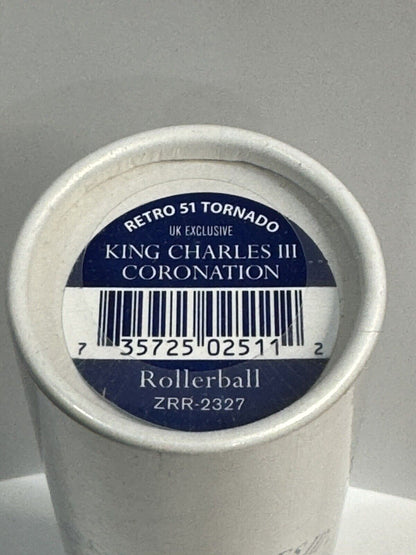 RETRO 51 TORNADO
UK EXCLUSIVE
KING CHARLES III
CORONATION
7 35725 02511 2
Rollerball
ZRR-2327